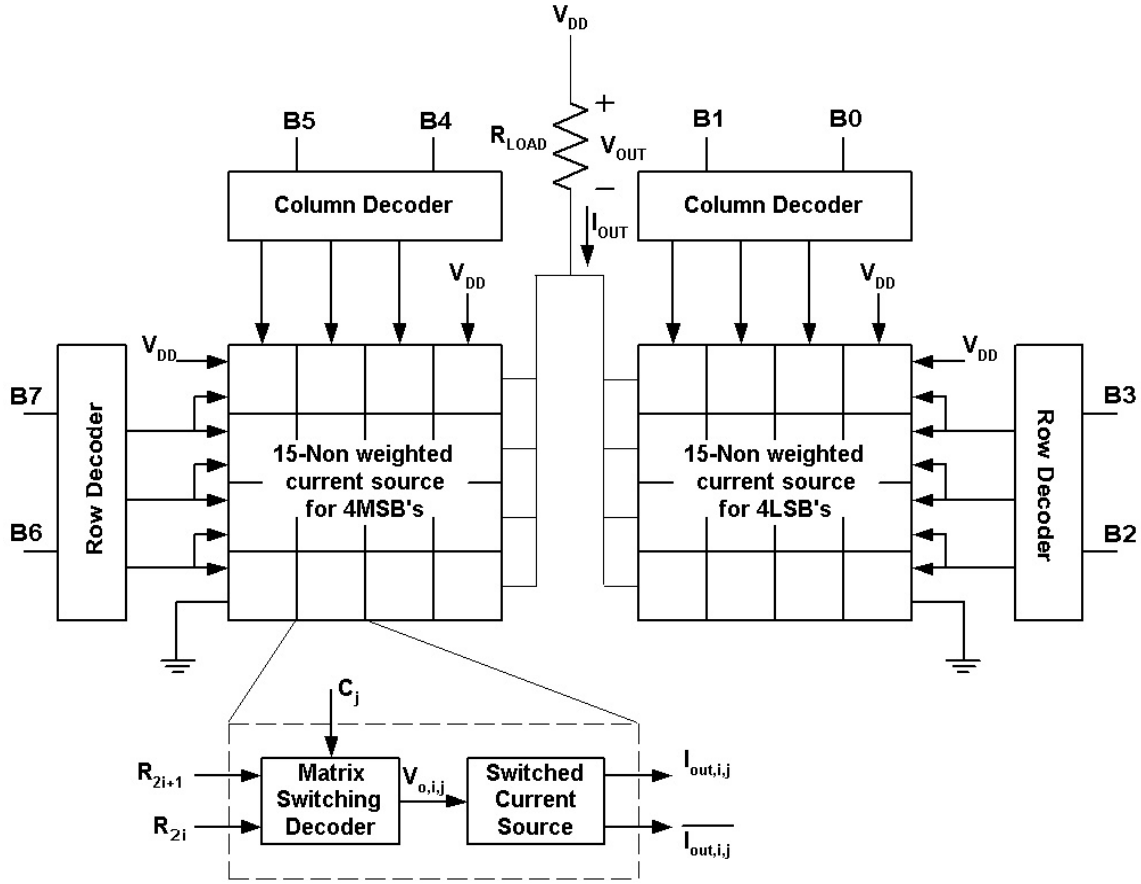 VDD
B5
B4
RLOAD
+
VOUT
−
B1
B0
Column Decoder
Column Decoder
IOUT
VDD
VDD
VDD
VDD
B7
B3
Row Decoder
Row Decoder
15-Non weighted
current source
for 4MSB's
15-Non weighted
current source
for 4LSB's
B6
B2
Cj
R2i+1
R2i
Matrix
Switching
Decoder
Vo,i,j
Switched
Current
Source
Iout,i,j
Iout,i,j